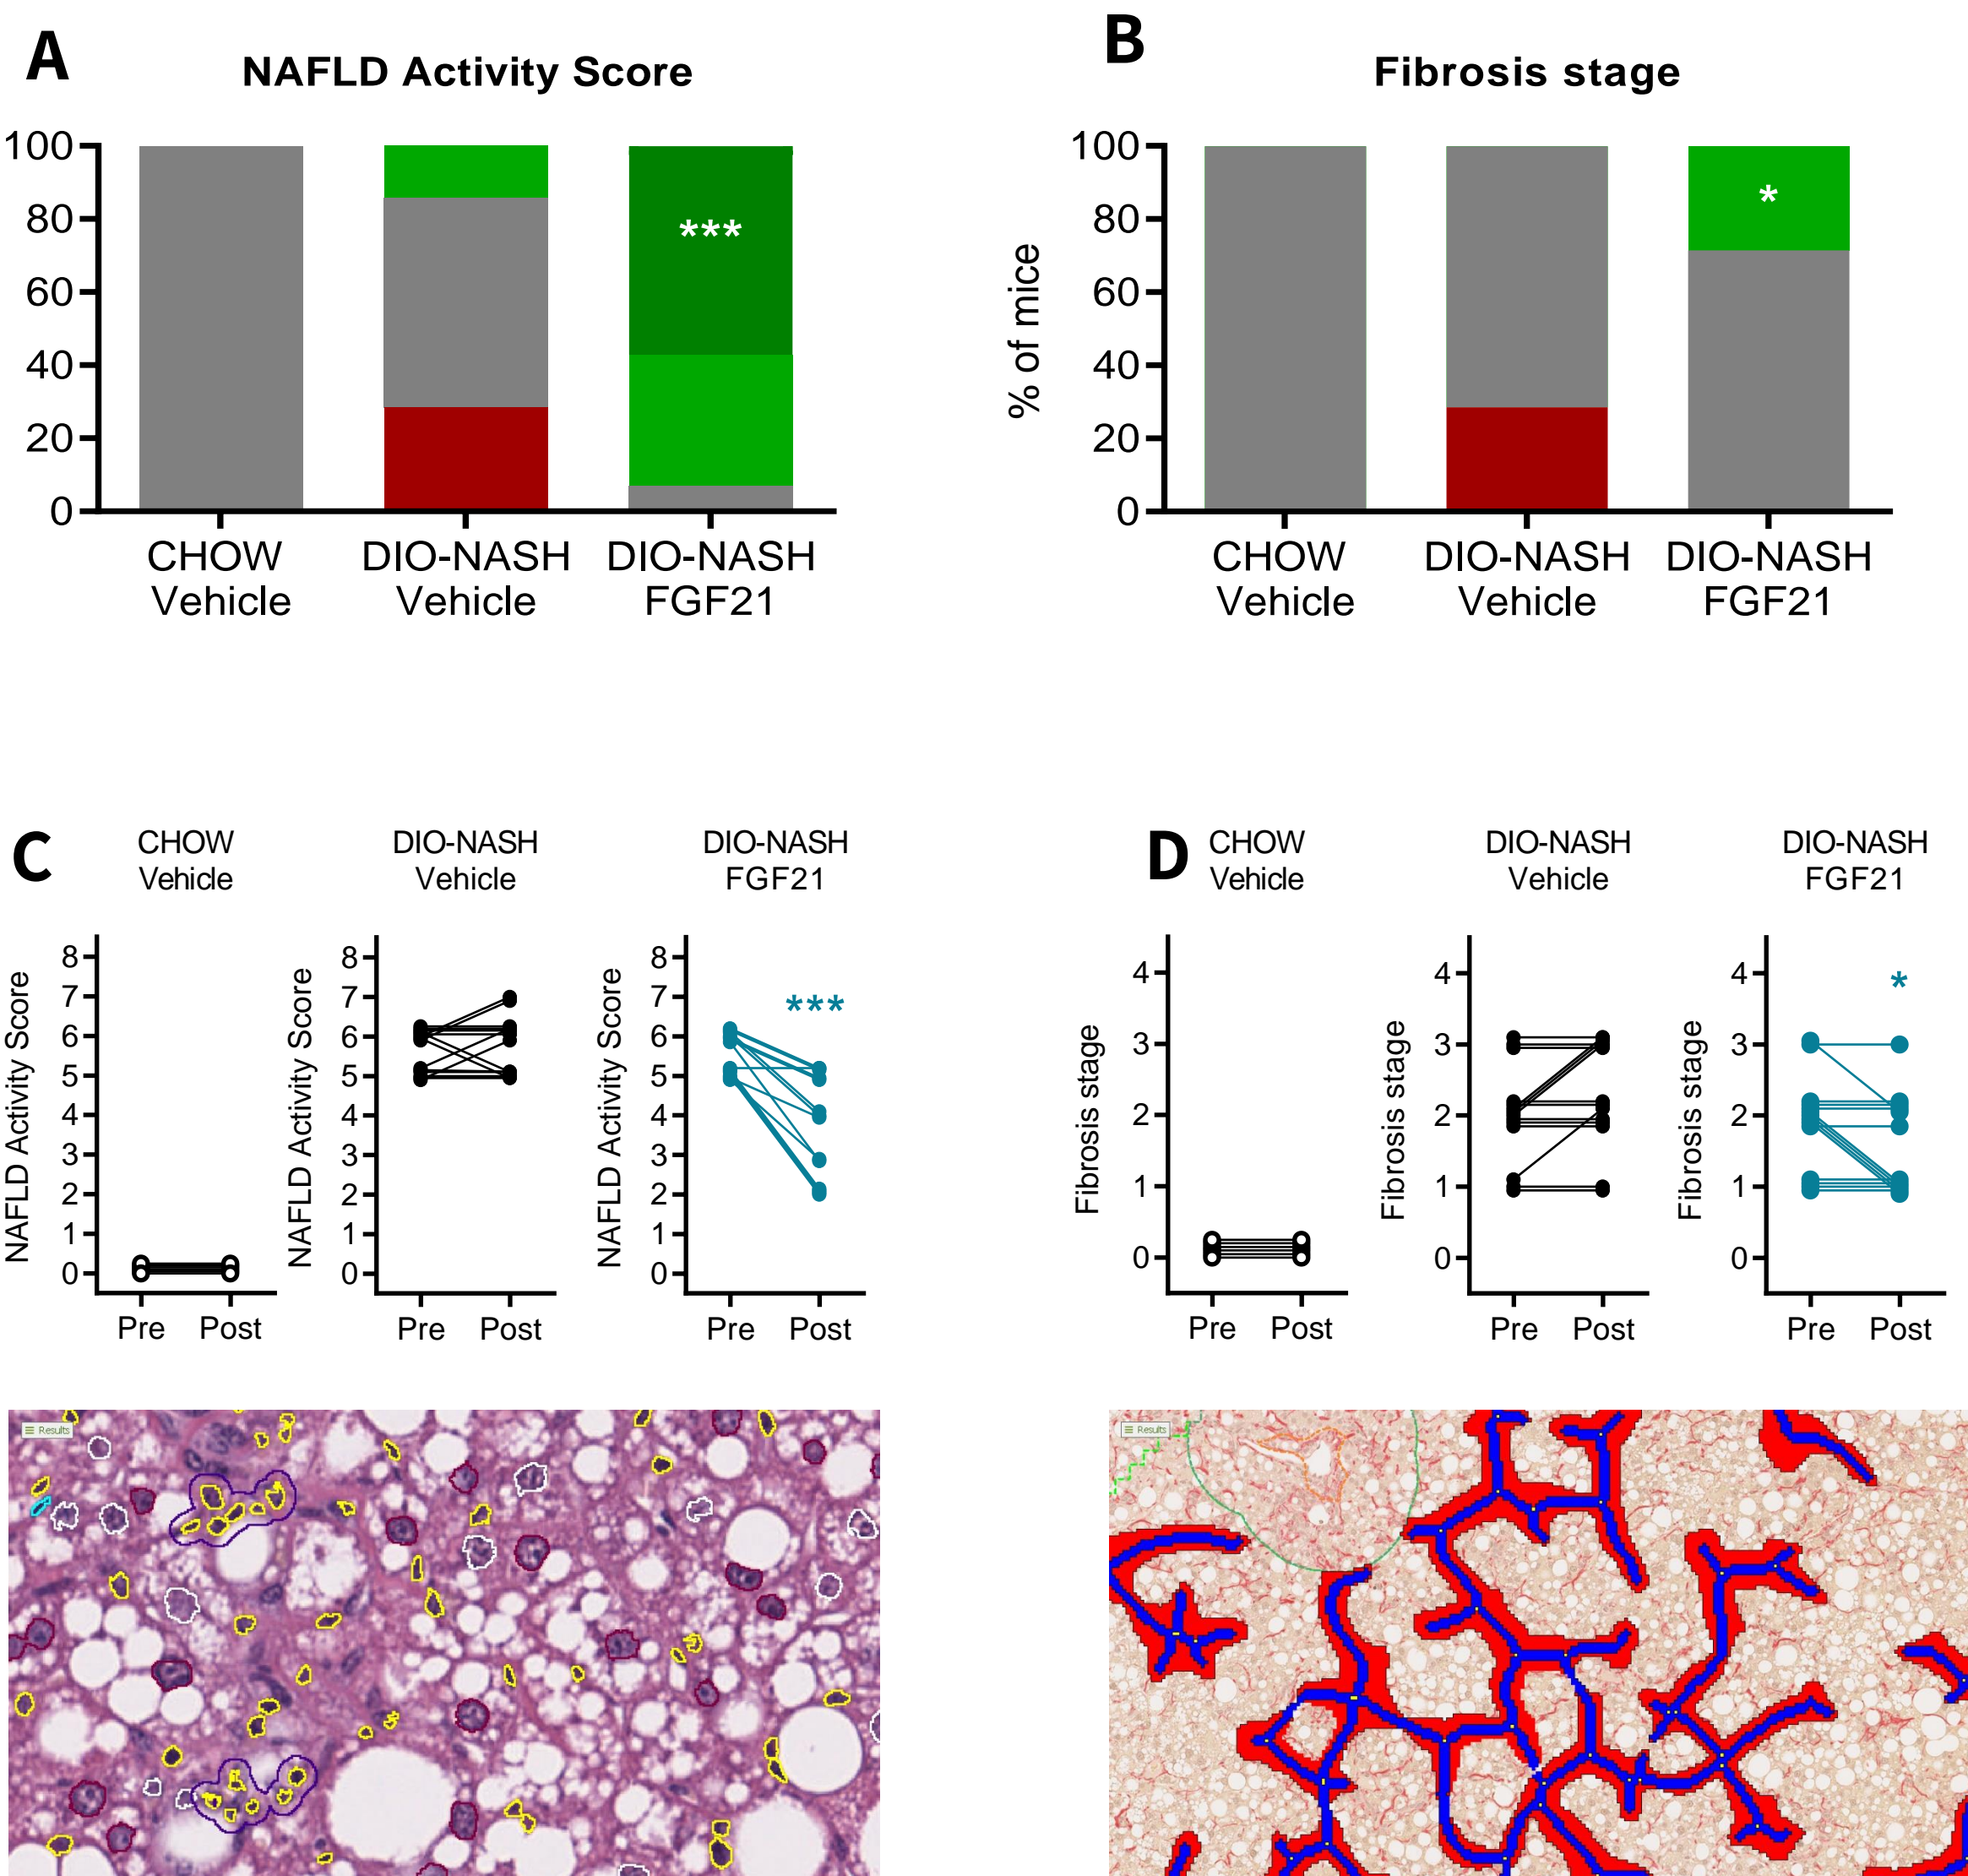 A
NAFLD Activity Score
100
80
60
40
20
0
***
CHOW
Vehicle
DIO-NASH
Vehicle
DIO-NASH
FGF21
B
Fibrosis stage
% of mice
100
80
60
40
20
0
*
CHOW
Vehicle
DIO-NASH
Vehicle
DIO-NASH
FGF21
C
CHOW
Vehicle
NAFLD Activity Score
8
7
6
5
4
3
2
1
0
Pre Post
DIO-NASH
Vehicle
NAFLD Activity Score
8
7
6
5
4
3
2
1
0
Pre Post
DIO-NASH
FGF21
NAFLD Activity Score
8
7
6
5
4
3
2
1
0
***
Pre Post
D
CHOW
Vehicle
Fibrosis stage
4
3
2
1
0
Pre Post
DIO-NASH
Vehicle
Fibrosis stage
4
3
2
1
0
Pre Post
DIO-NASH
FGF21
Fibrosis stage
4
3
2
1
0
*
Pre Post
Results
Results